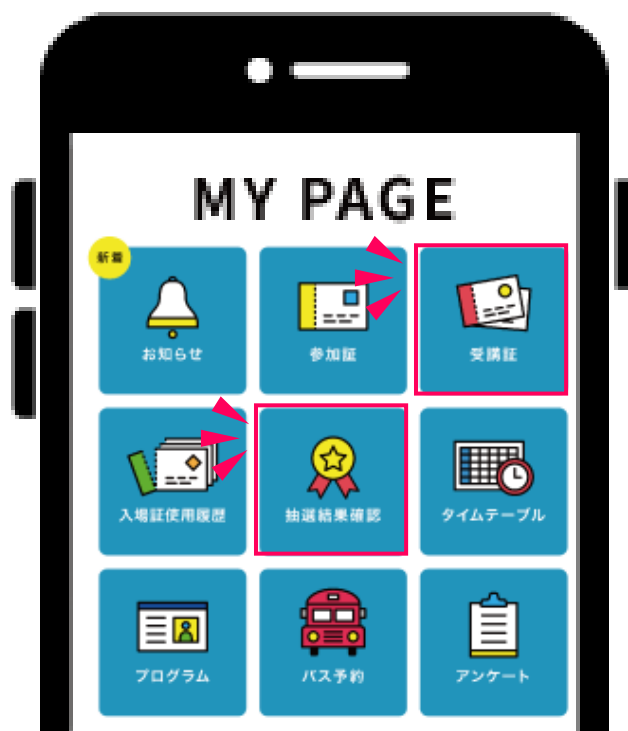 MY PAGE
新着
お知らせ
参加証
受講証
入場証使用履歴
抽選結果確認
タイムテーブル
プログラム
バス予約
アンケート